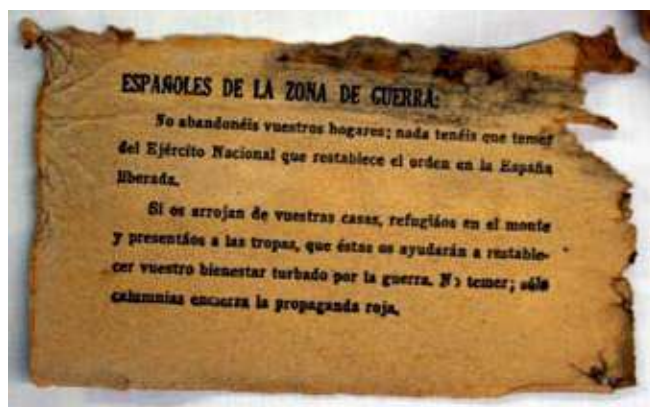 ESPAÑOLES DE LA ZONA DE GUERRA:
No abandonéis vuestros hogares; nada tenéis que temer
del Ejército Nacional que restablece el orden en la España
liberada.
Si os arrojan de vuestras casas, refugiáos en el monte
y presentáos a las tropas, que éstas os ayudarán a restable-
cer vuestro bienestar turbado por la guerra. No temer; sólo
calumnias encierra la propaganda roja.